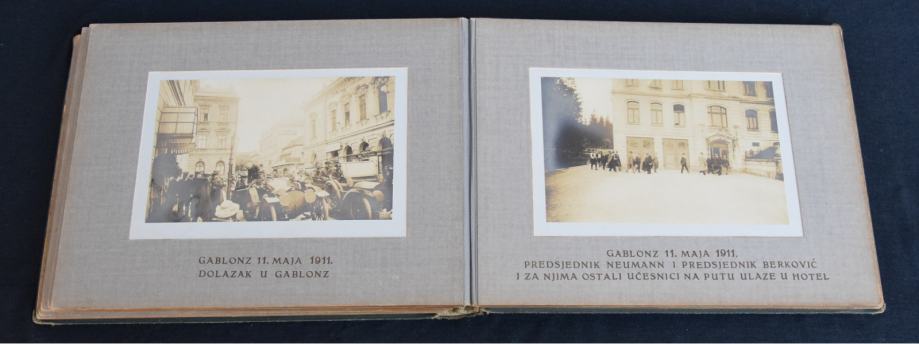 GABLONZ 11. MAJA 1911.
DOLAZAK U GABLONZ
GABLONZ 11. MAJA 1911.
PREDSJEDNIK NEUMANN I PREDSJEDNIK BERKOVIĆ
I ZA NJIMA OSTALI UČESNICI NA PUTU ULAZE U HOTEL